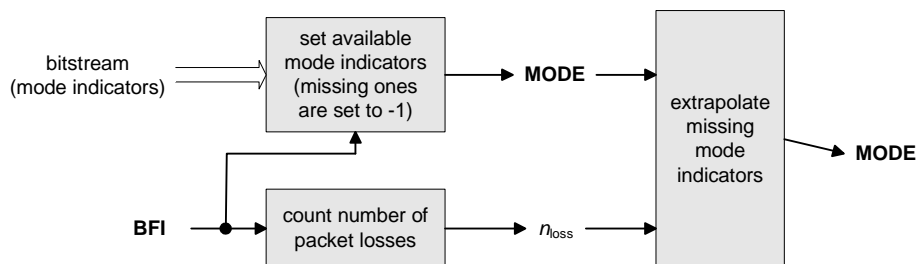 bitstream
(mode indicators)
set available
mode indicators
(missing ones
are set to -1)
MODE
extrapolate
missing
mode
indicators
MODE
BFI
count number of
packet losses
nloss